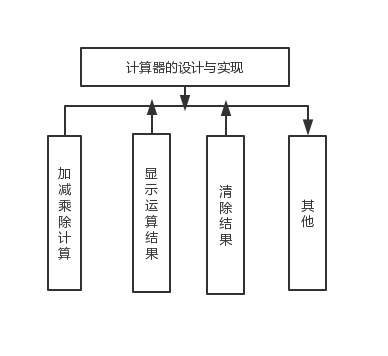 计算器的设计与实现
加减乘除计算
显示运算结果
清除结果
其他